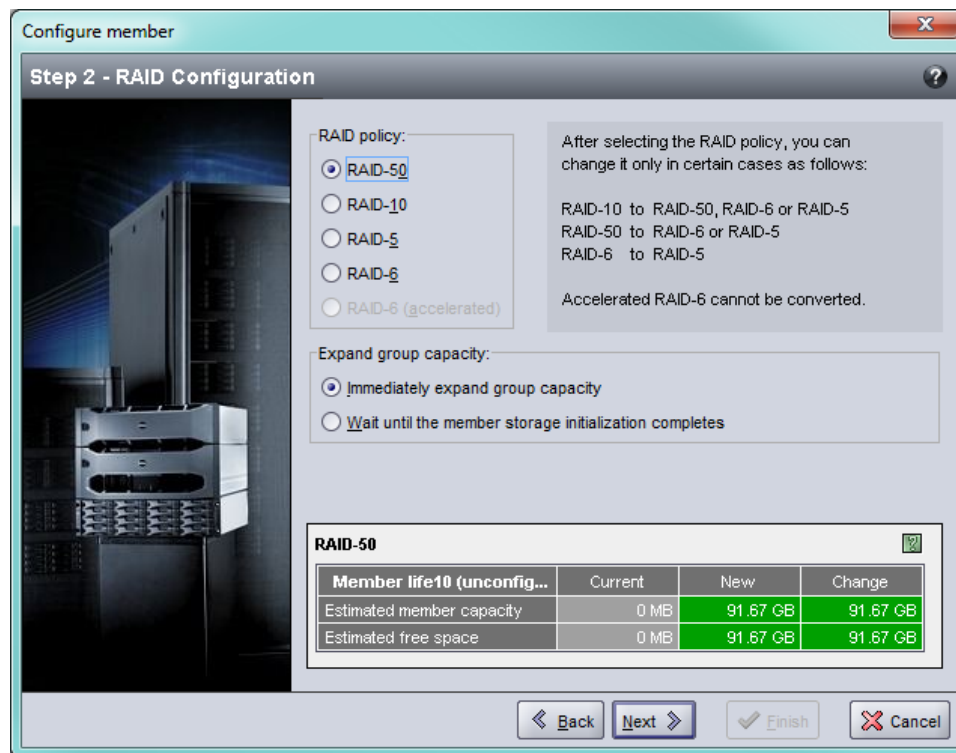 Configure member
Step 2 - RAID Configuration
RAID policy:
RAID-50
RAID-10
RAID-5
RAID-6
RAID-6 (accelerated)
After selecting the RAID policy, you can
change it only in certain cases as follows:
RAID-10 to RAID-50, RAID-6 or RAID-5
RAID-50 to RAID-6 or RAID-5
RAID-6 to RAID-5
Accelerated RAID-6 cannot be converted.
Expand group capacity:
Immediately expand group capacity
Wait until the member storage initialization completes
RAID-50
Member life10 (unconfig... Current New Change
Estimated member capacity 0 MB 91.67 GB 91.67 GB
Estimated free space 0 MB 91.67 GB 91.67 GB
Back Next Finish Cancel